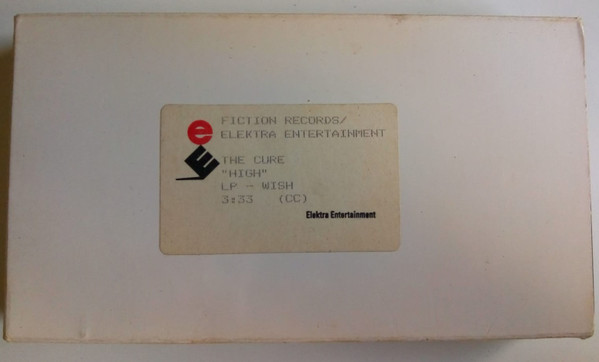 FICTION RECORDS/
e ELEKTRA ENTERTAINMENT
E
THE CURE
"HIGH"
LP - WISH
3:33 (CC)
Elektra Entertainment